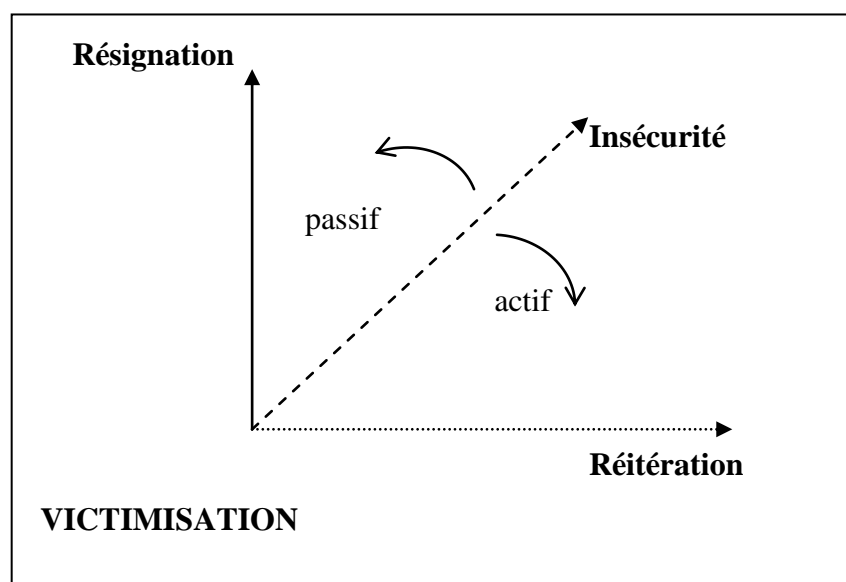 Résignation
Insécurité
passif
actif
Réitération
VICTIMISATION